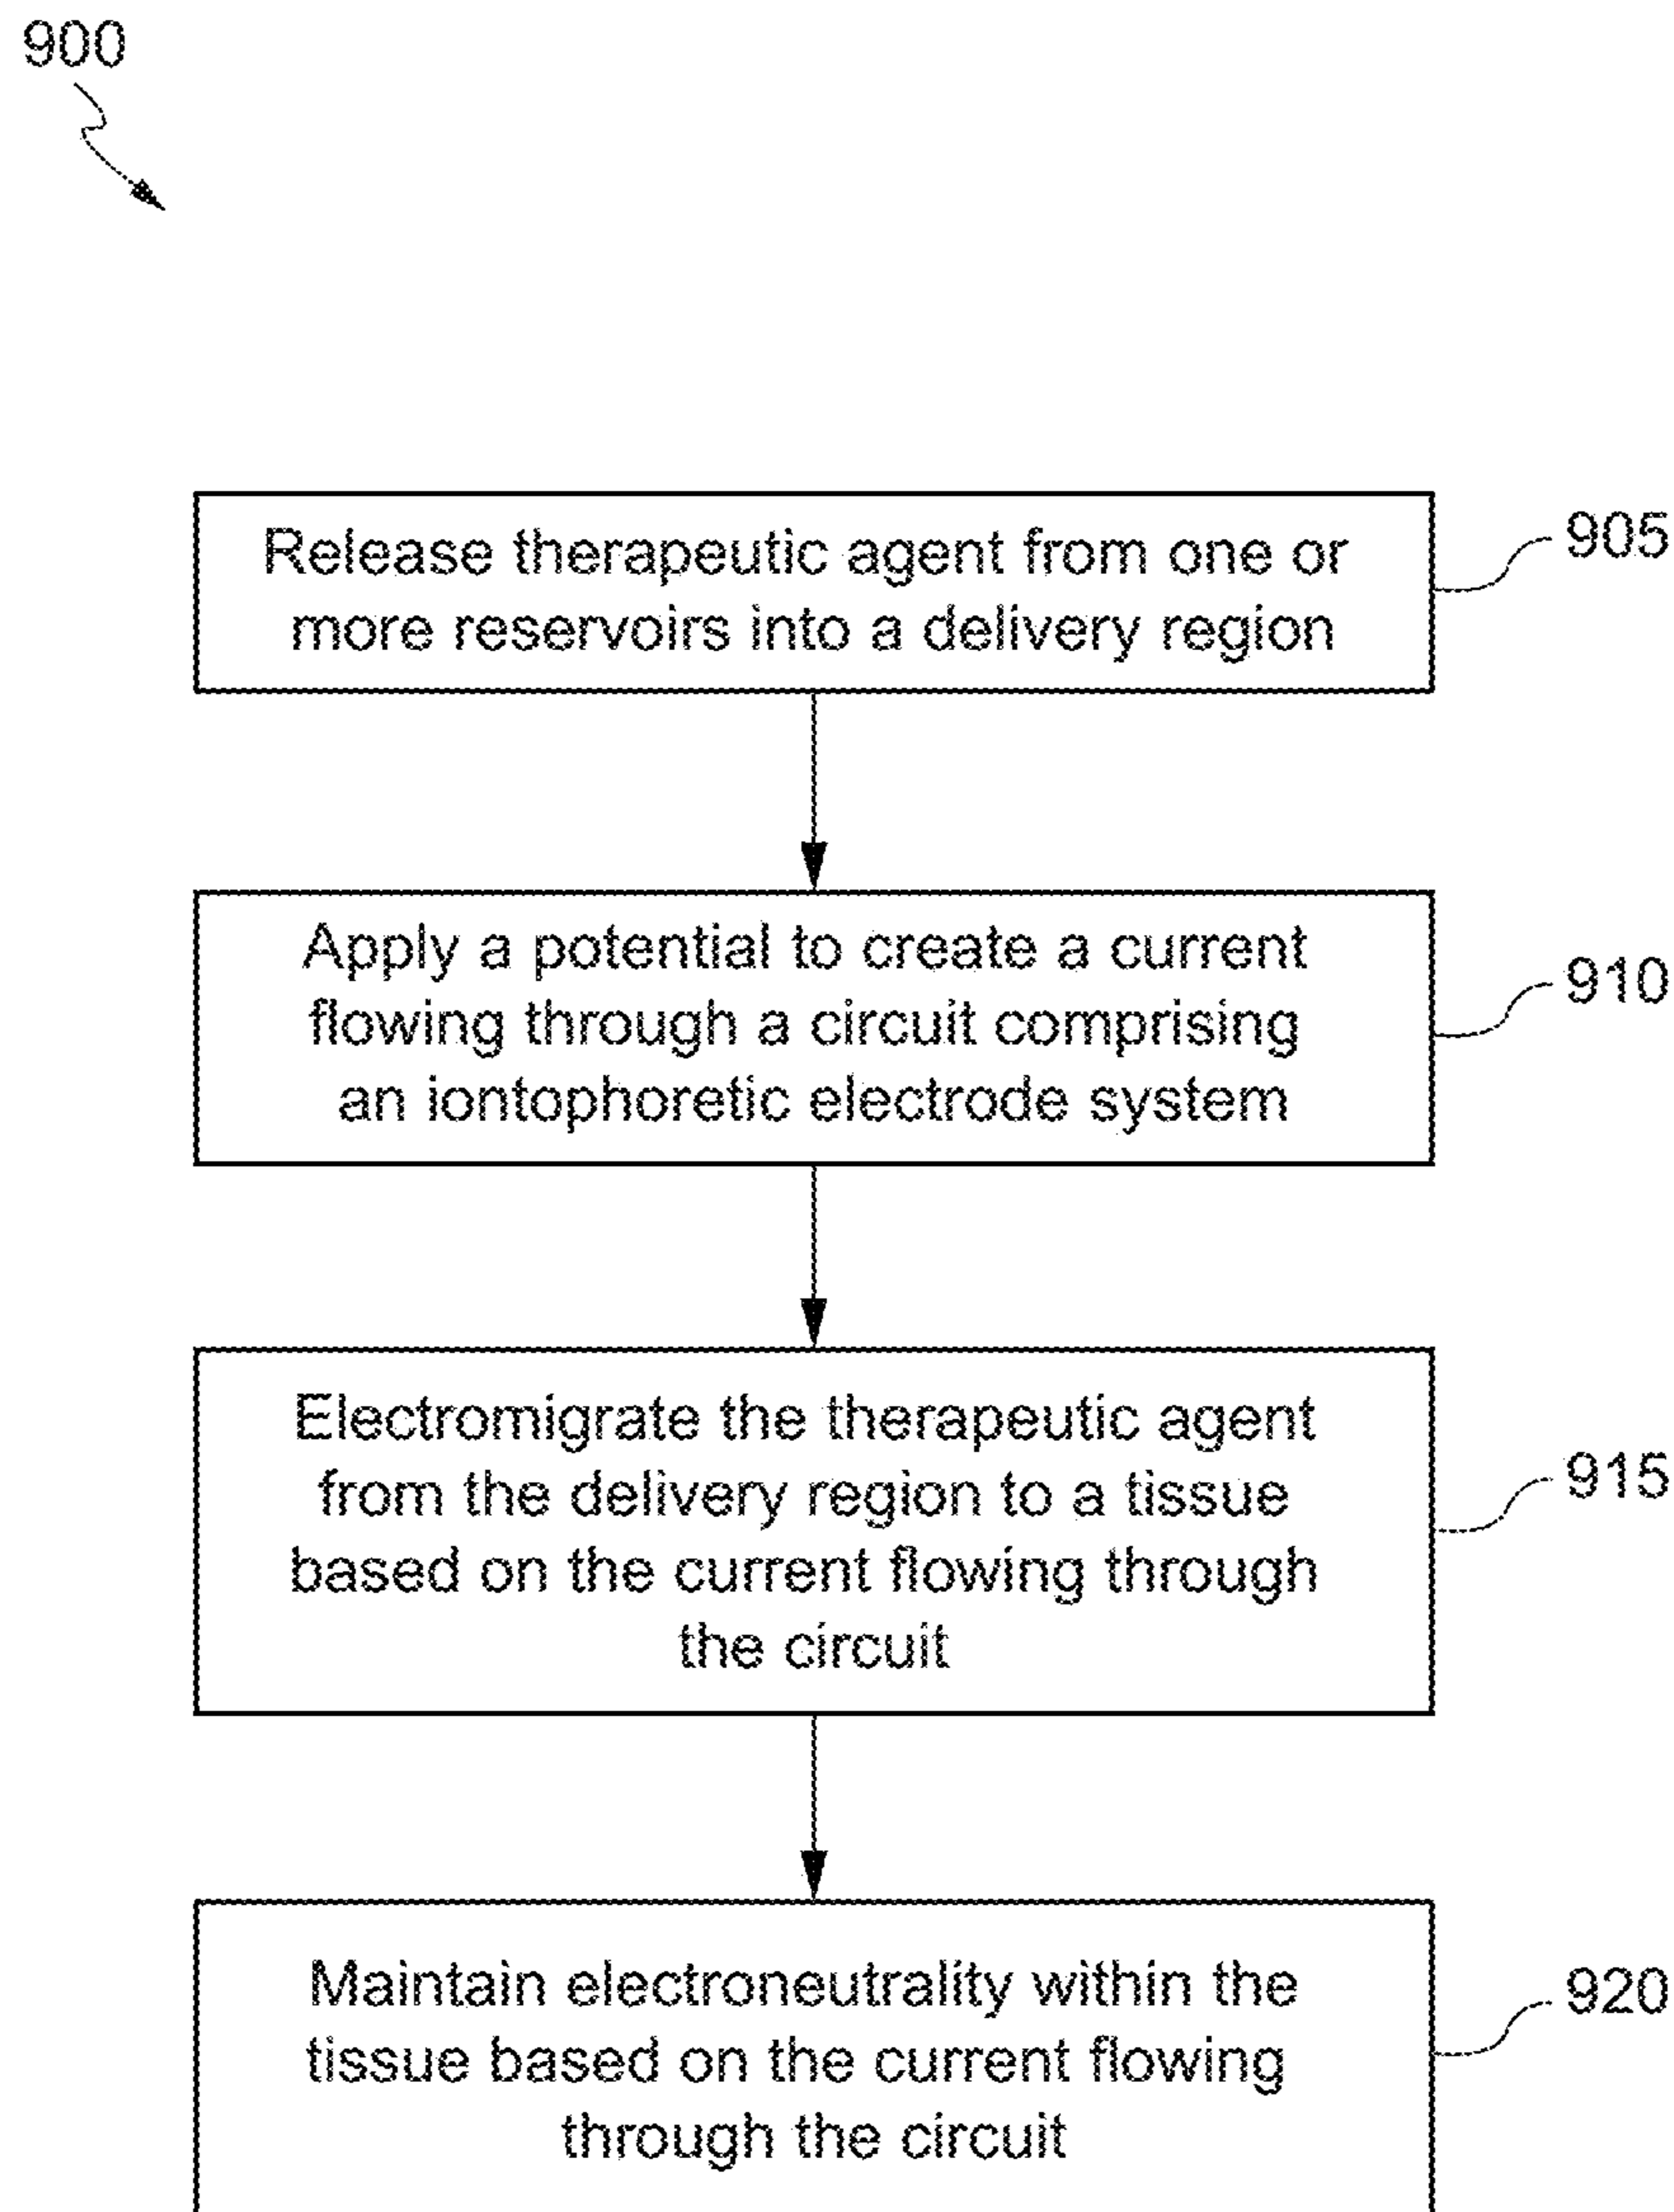 900
Release therapeutic agent from one or
more reservoirs into a delivery region
905
Apply a potential to create a current
flowing through a circuit comprising
an iontophoretic electrode system
910
Electromigrate the therapeutic agent
from the delivery region to a tissue
based on the current flowing through
the circuit
915
Maintain electroneutrality within the
tissue based on the current flowing
through the circuit
920